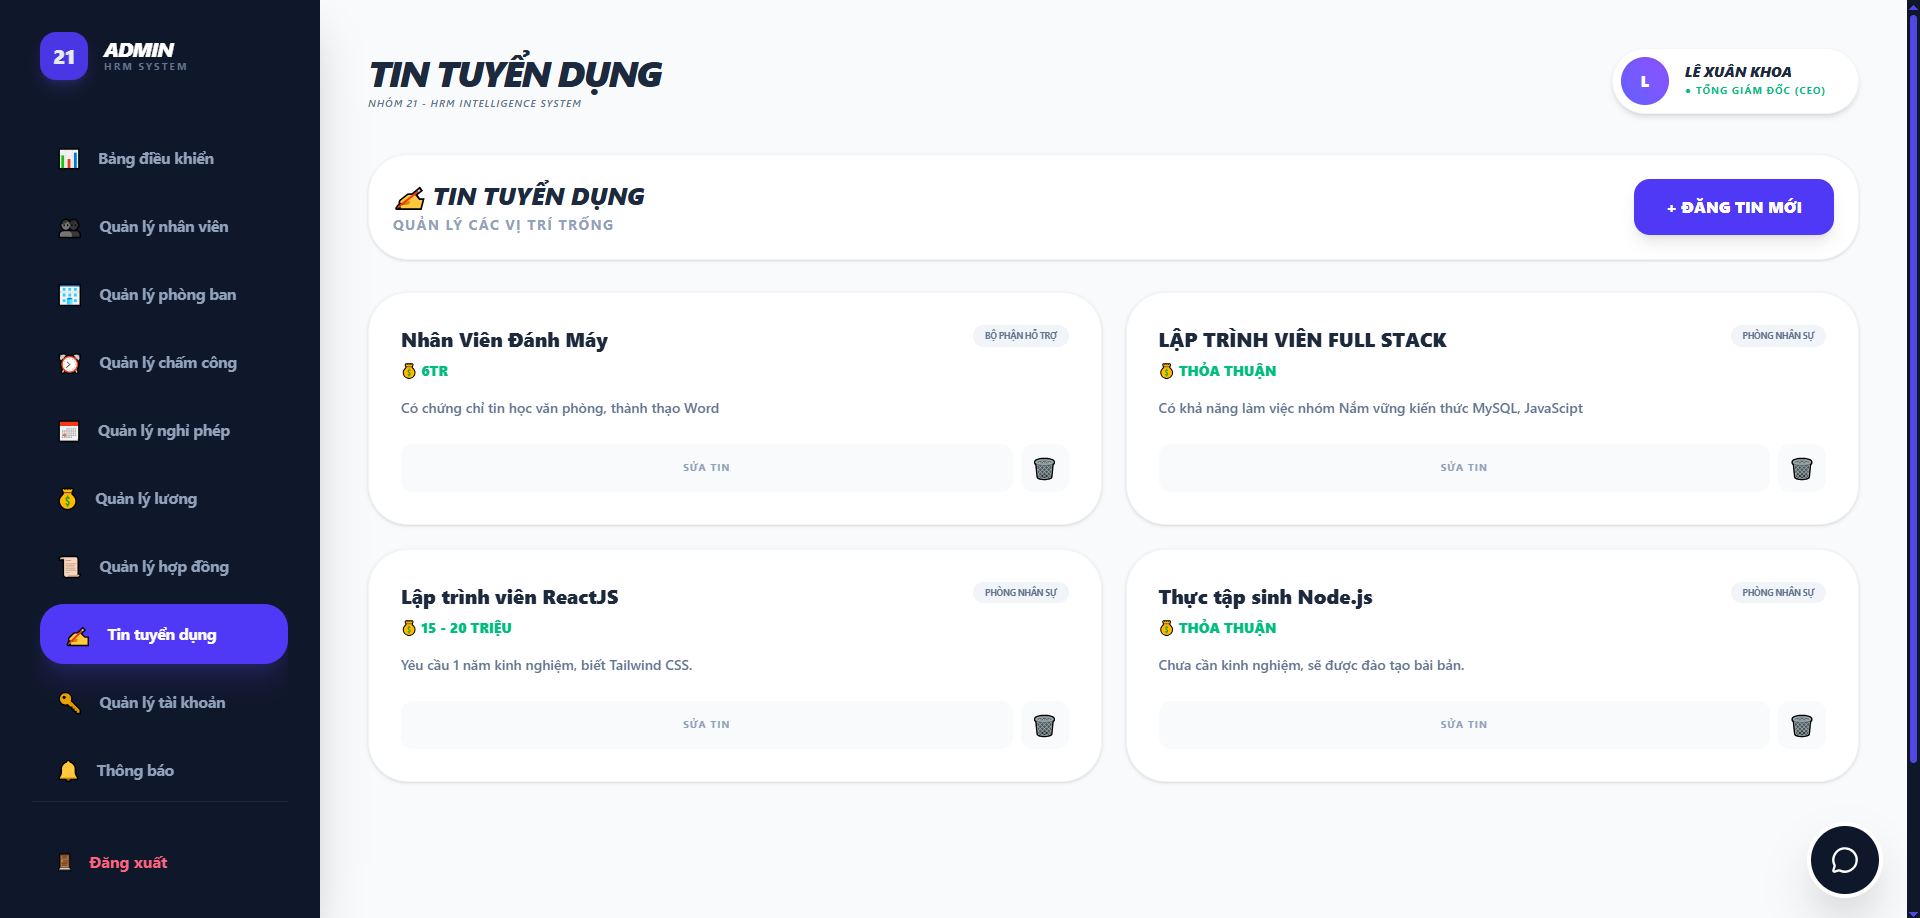 21
ADMIN
HRM SYSTEM
Bảng điều khiển
Quản lý nhân viên
Quản lý phòng ban
Quản lý chấm công
Quản lý nghỉ phép
Quản lý lương
Quản lý hợp đồng
Tin tuyển dụng
Quản lý tài khoản
Thông báo
Đăng xuất
TIN TUYỂN DỤNG
NHÓM 21 - HRM INTELLIGENCE SYSTEM
L
LÊ XUÂN KHOA
● TỔNG GIÁM ĐỐC (CEO)
TIN TUYỂN DỤNG
QUẢN LÝ CÁC VỊ TRÍ TRỐNG
+ ĐĂNG TIN MỚI
Nhân Viên Đánh Máy
BỘ PHẬN HỖ TRỢ
6TR
Có chứng chỉ tin học văn phòng, thành thạo Word
SỬA TIN
LẬP TRÌNH VIÊN FULL STACK
PHÒNG NHÂN SỰ
THỎA THUẬN
Có khả năng làm việc nhóm Nắm vững kiến thức MySQL, JavaScipt
SỬA TIN
Lập trình viên ReactJS
PHÒNG NHÂN SỰ
15 - 20 TRIỆU
Yêu cầu 1 năm kinh nghiệm, biết Tailwind CSS.
SỬA TIN
Thực tập sinh Node.js
PHÒNG NHÂN SỰ
THỎA THUẬN
Chưa cần kinh nghiệm, sẽ được đào tạo bài bản.
SỬA TIN